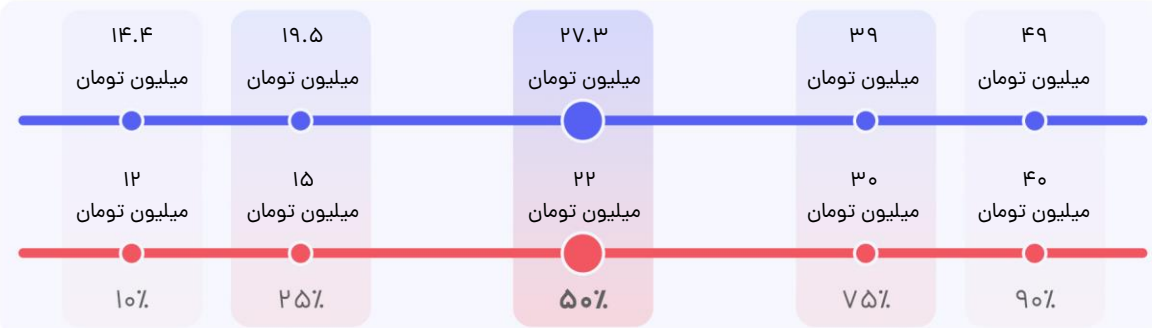 ۱۴.۴ ۱۹.۵ ۲۷.۳ ۳۹ ۴۹
میلیون تومان میلیون تومان میلیون تومان میلیون تومان میلیون تومان
۱۲ ۱۵ ۲۲ ۳۰ ۴۰
میلیون تومان میلیون تومان میلیون تومان میلیون تومان میلیون تومان
۱۰٪ ۲۵٪ ۵۰٪ ۷۵٪ ۹۰٪